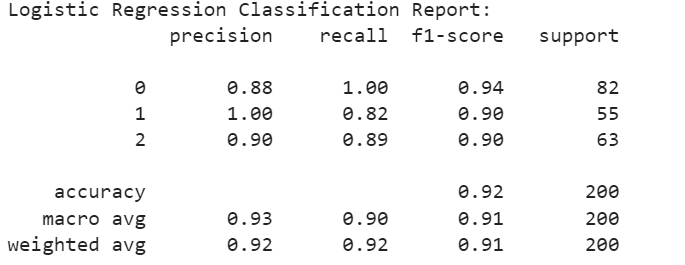 Logistic Regression Classification Report:
precision recall f1-score support
0 0.88 1.00 0.94 82
1 1.00 0.82 0.90 55
2 0.90 0.89 0.90 63
accuracy 0.92 200
macro avg 0.93 0.90 0.91 200
weighted avg 0.92 0.92 0.91 200